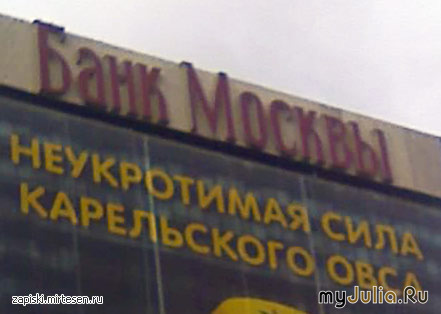 Банк Москвы
НЕУКРОТИМАЯ СИЛА
КАРЕЛЬСКОГО ОВСА
zapiski.mirtesen.ru
myJulia.Ru